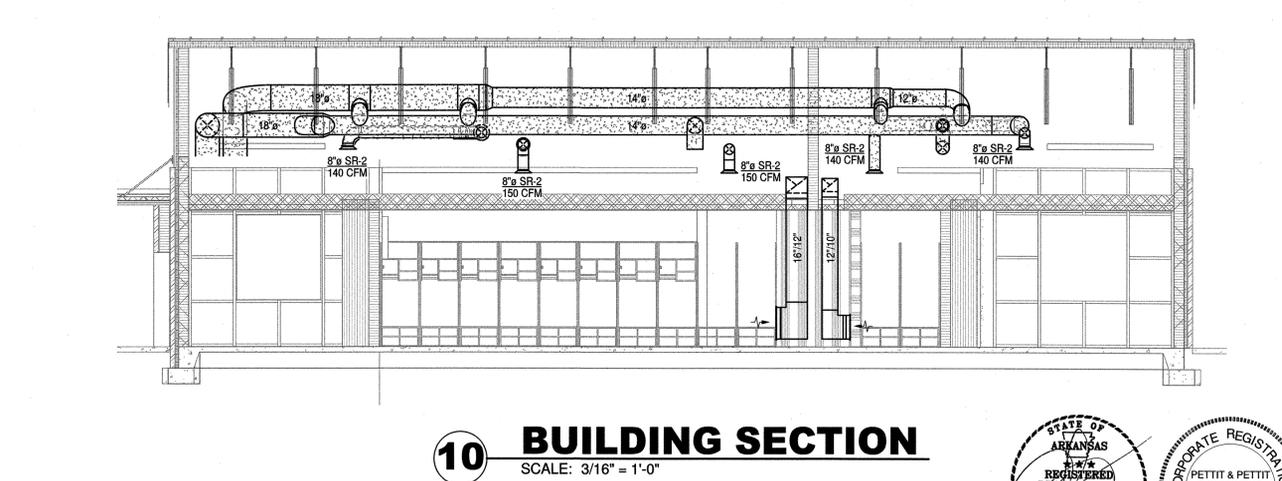 18"ø
14"ø
12"ø
18"ø
14"ø
8"ø SR-2
140 CFM
8"ø SR-2
150 CFM
8"ø SR-2
150 CFM
8"ø SR-2
140 CFM
8"ø SR-2
140 CFM
16"/12"
12"/10"
10
BUILDING SECTION
SCALE: 3/16" = 1'-0"
STATE OF
ARKANSAS
REGISTERED
PETTIT & PETTIT